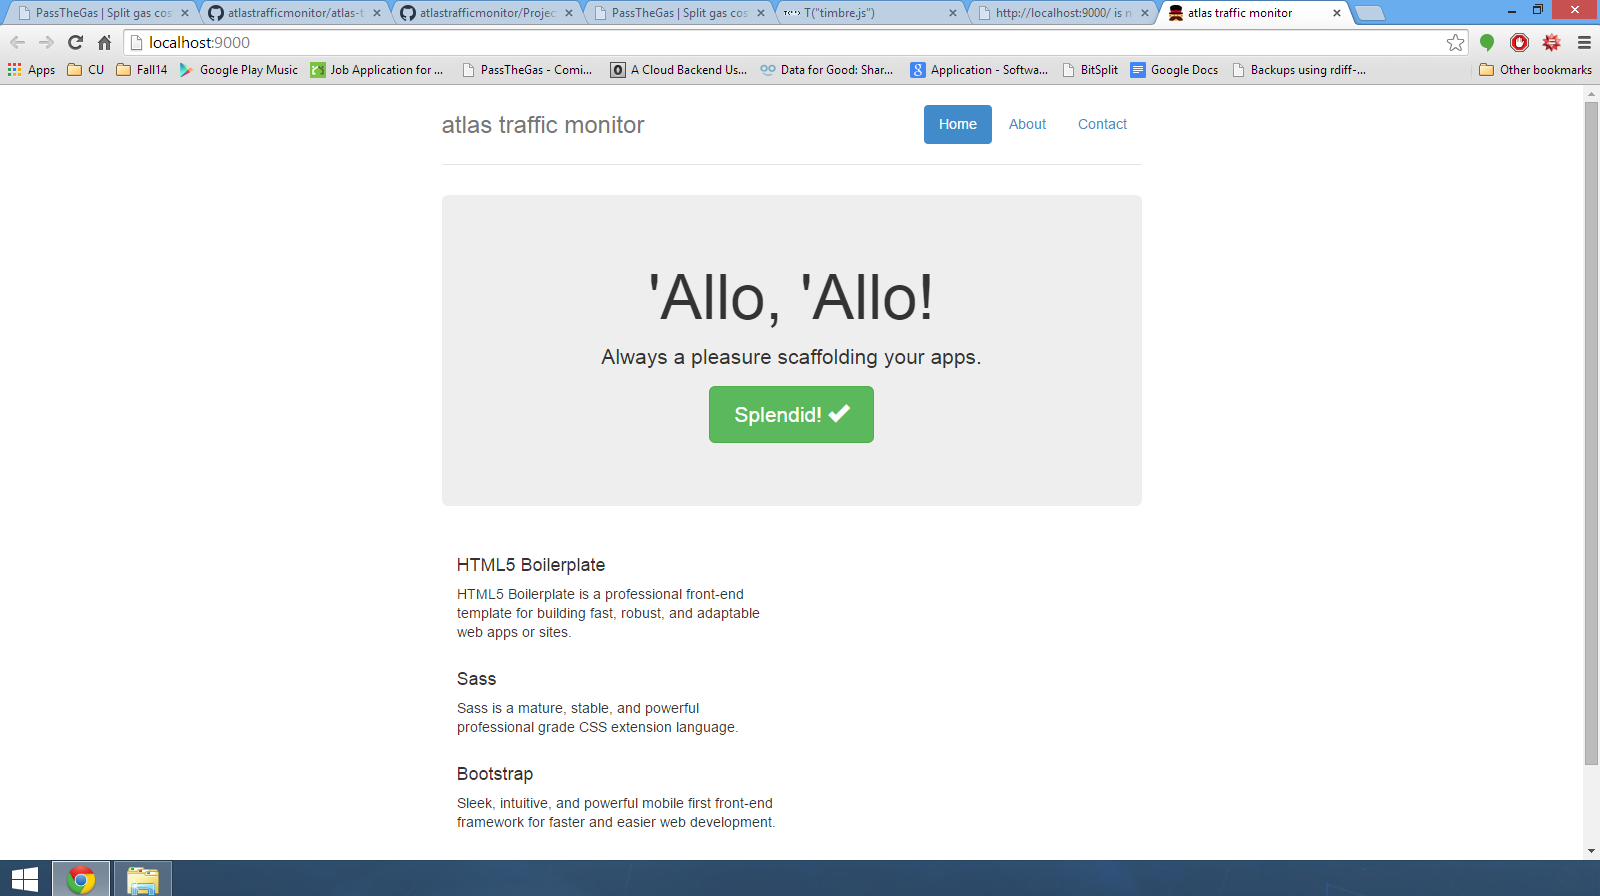 PassTheGas | Split gas cos
atlastrafficmonitor/atlas-t
atlastrafficmonitor/Projec
PassTheGas | Split gas cos
T("timbre.js")
http://localhost:9000/ is n
atlas traffic monitor
localhost:9000
Apps
CU
Fall14
Google Play Music
Job Application for ...
PassTheGas - Comi...
A Cloud Backend Us...
Data for Good: Shar...
Application - Softwa...
BitSplit
Google Docs
Backups using rdiff-...
Other bookmarks
atlas traffic monitor
Home
About
Contact
'Allo, 'Allo!
Always a pleasure scaffolding your apps.
Splendid!
HTML5 Boilerplate
HTML5 Boilerplate is a professional front-end
template for building fast, robust, and adaptable
web apps or sites.
Sass
Sass is a mature, stable, and powerful
professional grade CSS extension language.
Bootstrap
Sleek, intuitive, and powerful mobile first front-end
framework for faster and easier web development.